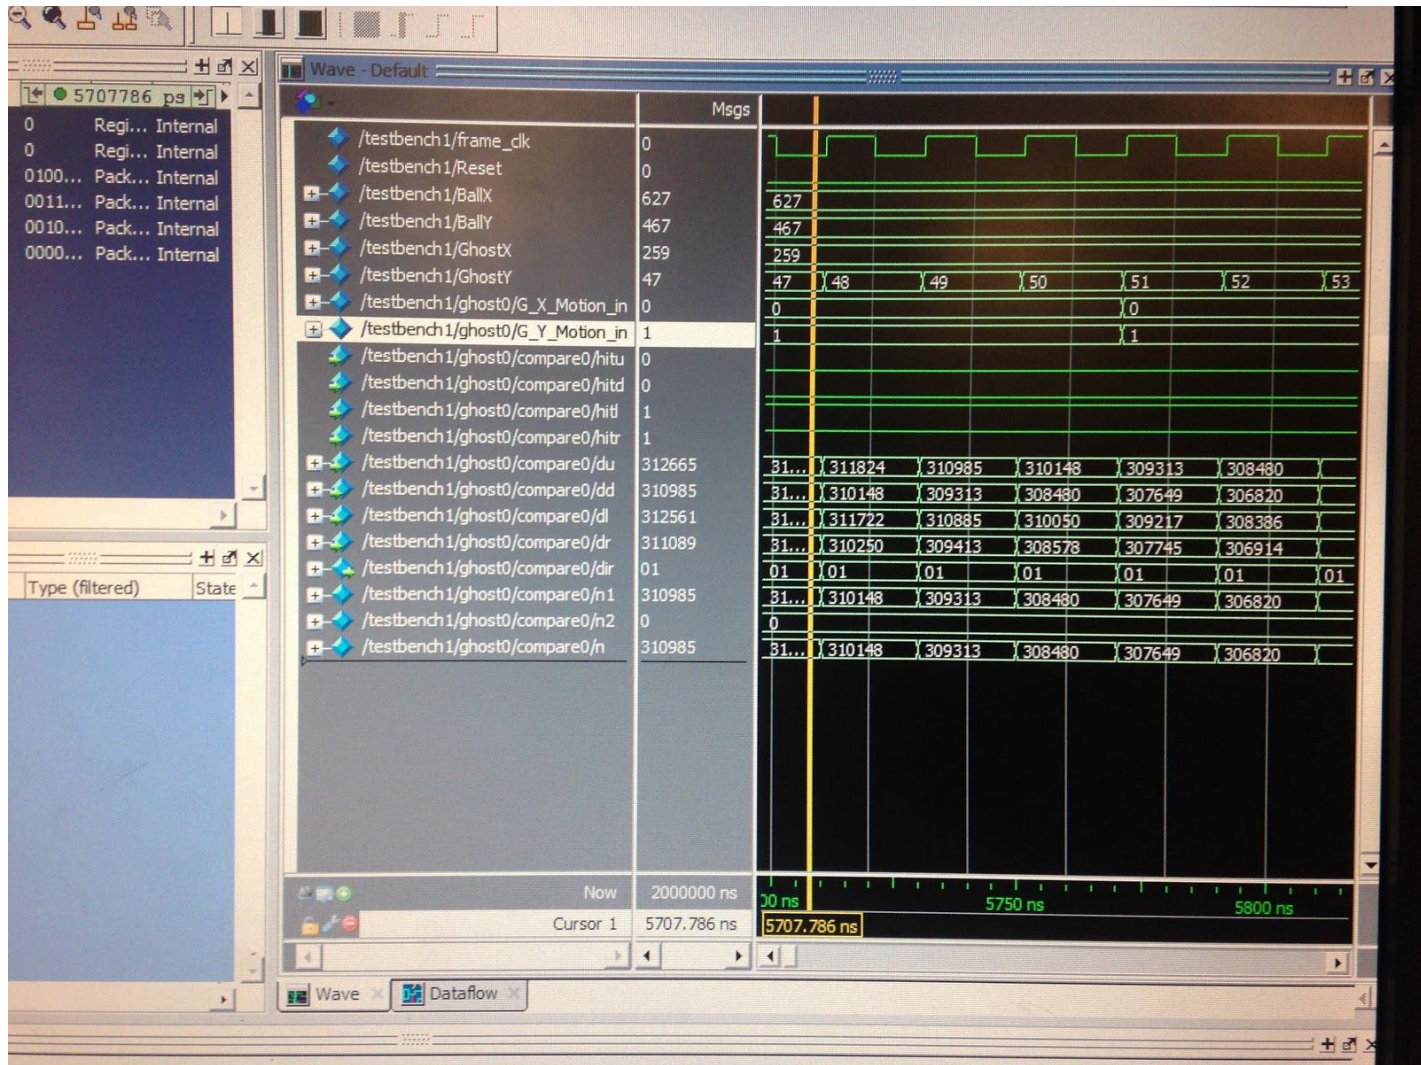 Wave - Default
Msgs
5707786 ps
0 Regi... Internal
0 Regi... Internal
0100... Pack... Internal
0011... Pack... Internal
0010... Pack... Internal
0000... Pack... Internal
Type (filtered) State
/testbench1/frame_clk 0
/testbench1/Reset 0
/testbench1/BallX 627 627
/testbench1/BallY 467 467
/testbench1/GhostX 259 259
/testbench1/GhostY 47 47 48 49 50 51 52 53
/testbench1/ghost0/G_X_Motion_in 0 0 0
/testbench1/ghost0/G_Y_Motion_in 1 1 1
/testbench1/ghost0/compare0/hitu 0
/testbench1/ghost0/compare0/hitd 0
/testbench1/ghost0/compare0/hitl 1
/testbench1/ghost0/compare0/hitr 1
/testbench1/ghost0/compare0/du 312665 31... 311824 310985 310148 309313 308480
/testbench1/ghost0/compare0/dd 310985 31... 310148 309313 308480 307649 306820
/testbench1/ghost0/compare0/dl 312561 31... 311722 310885 310050 309217 308386
/testbench1/ghost0/compare0/dr 311089 31... 310250 309413 308578 307745 306914
/testbench1/ghost0/compare0/dir 01 01 01 01 01 01 01 01
/testbench1/ghost0/compare0/n1 310985 31... 310148 309313 308480 307649 306820
/testbench1/ghost0/compare0/n2 0 0
/testbench1/ghost0/compare0/n 310985 31... 310148 309313 308480 307649 306820
Now 2000000 ns 00 ns 5750 ns 5800 ns
Cursor 1 5707.786 ns 5707.786 ns
Wave Dataflow